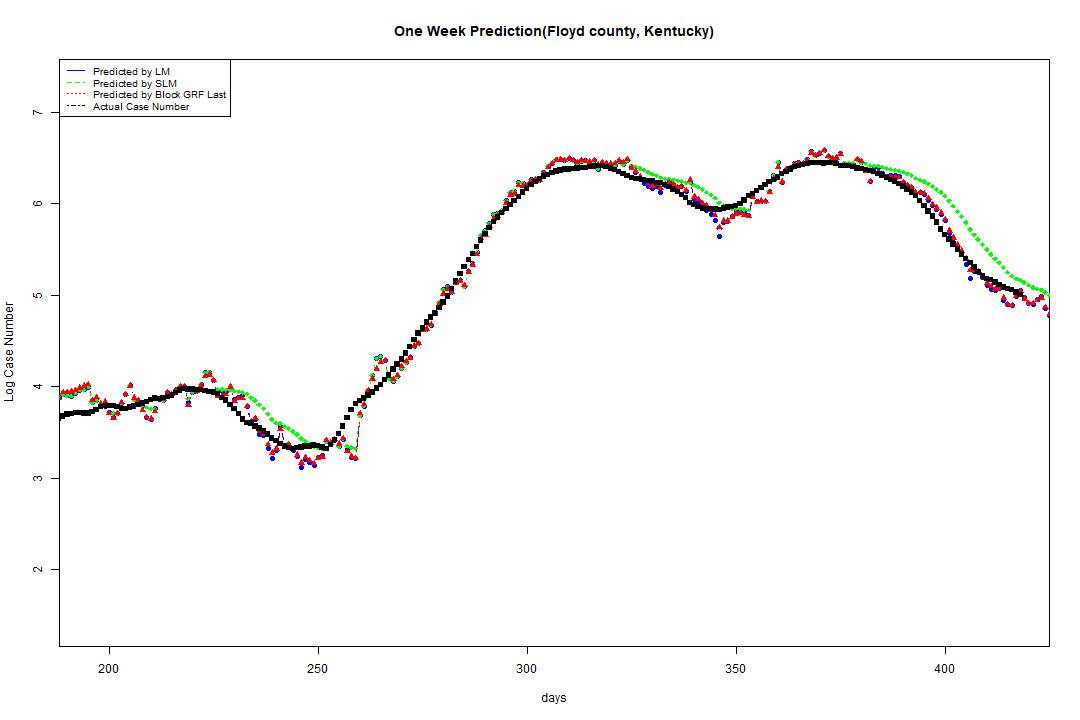 One Week Prediction(Floyd county, Kentucky)
Predicted by LM
Predicted by SLM
Predicted by Block GRF Last
Actual Case Number
7
6
5
4
3
2
Log Case Number
200 250 300 350 400
days